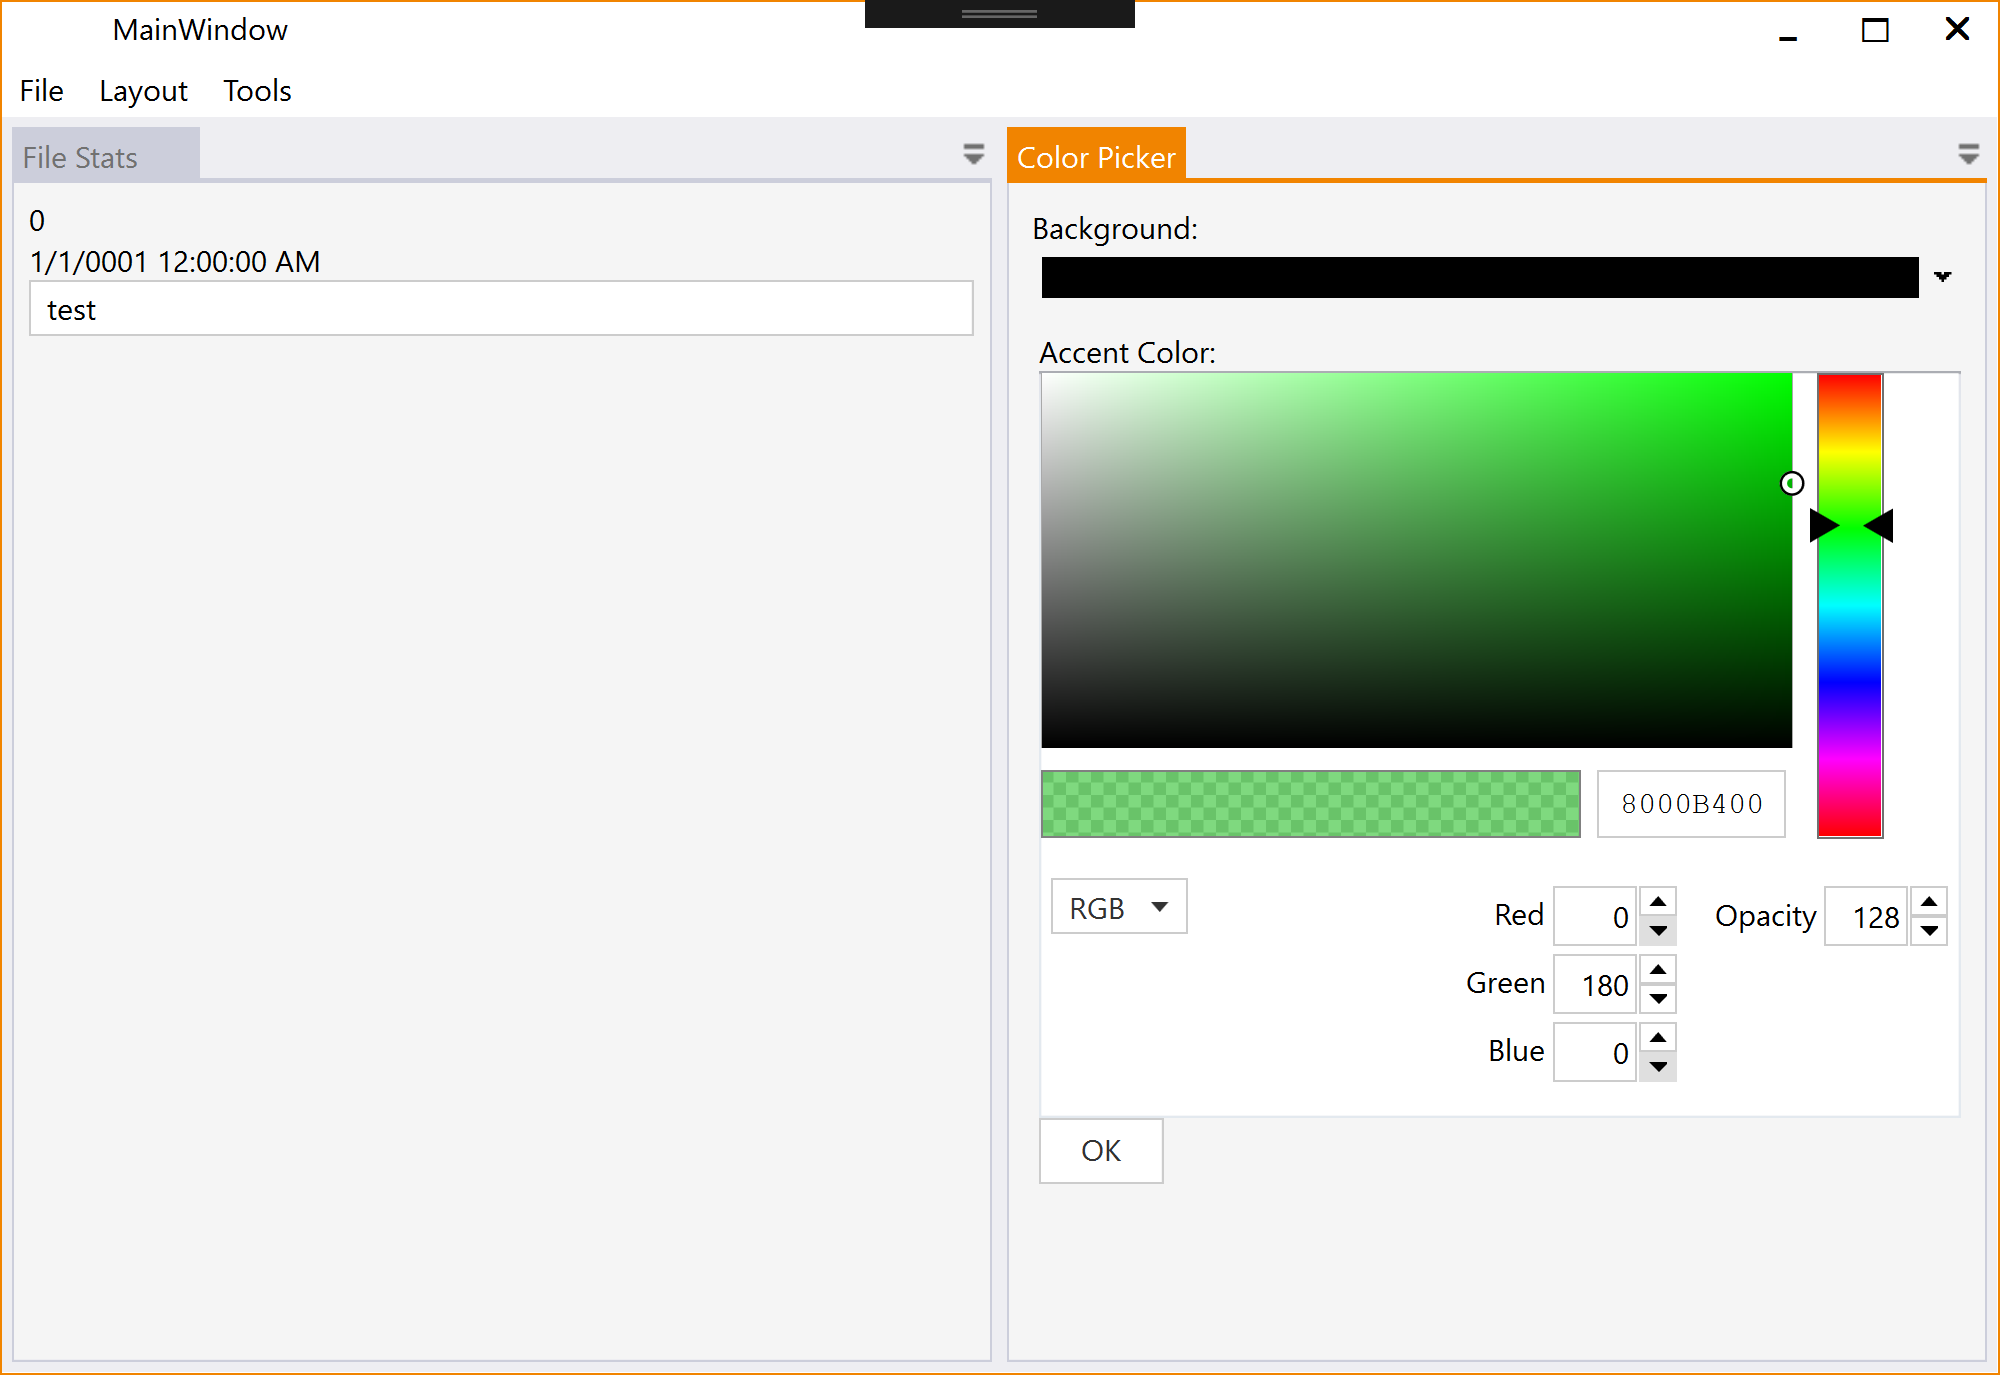 MainWindow
File Layout Tools
File Stats
0
1/1/0001 12:00:00 AM
test
Color Picker
Background:
Accent Color:
8000B400
RGB
Red 0
Opacity 128
Green 180
Blue 0
OK